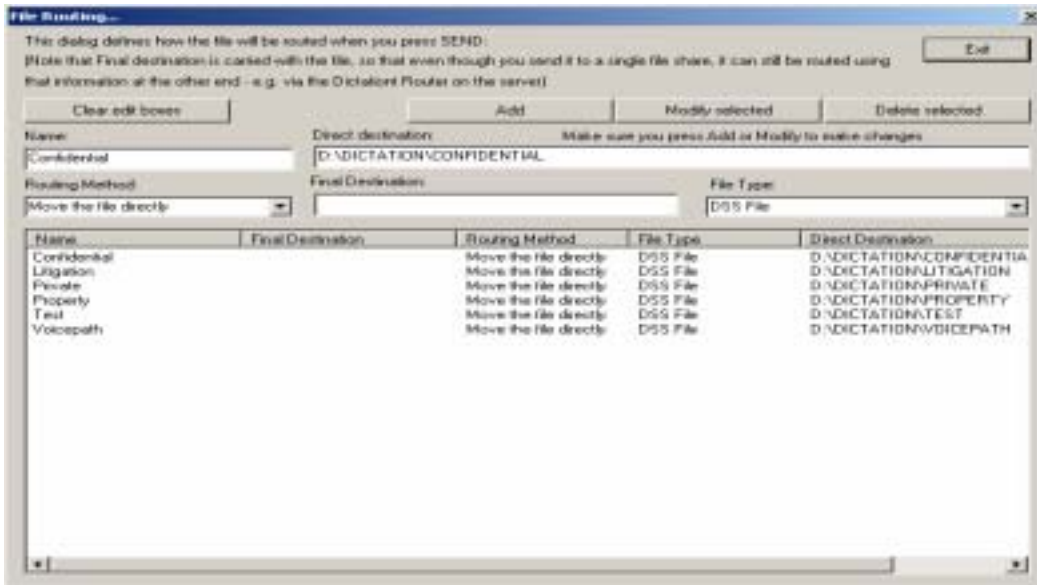 File Routing...
This dialog defines how the file will be routed when you press SEND:
(Note that Final destination is carried with the file, so that even though you send it to a single file share, it can still be routed using
that information at the other end - e.g. via the Router on the server)
Exit
Clear edit boxes
Add
Modify selected
Delete selected
Name:
Direct destination:
Make sure you press Add or Modify to make changes
Confidential
D:\DICTATION\CONFIDENTIAL
Routing Method:
Final Destination:
File Type:
Move the file directly
DSS File
Name Final Destination Routing Method File Type Direct Destination
Confidential Move the file directly DSS File D:\DICTATION\CONFIDENTIA
Litigation Move the file directly DSS File D:\DICTATION\LITIGATION
Private Move the file directly DSS File D:\DICTATION\PRIVATE
Property Move the file directly DSS File D:\DICTATION\PROPERTY
Test Move the file directly DSS File D:\DICTATION\TEST
Voicepath Move the file directly DSS File D:\DICTATION\VOICEPATH